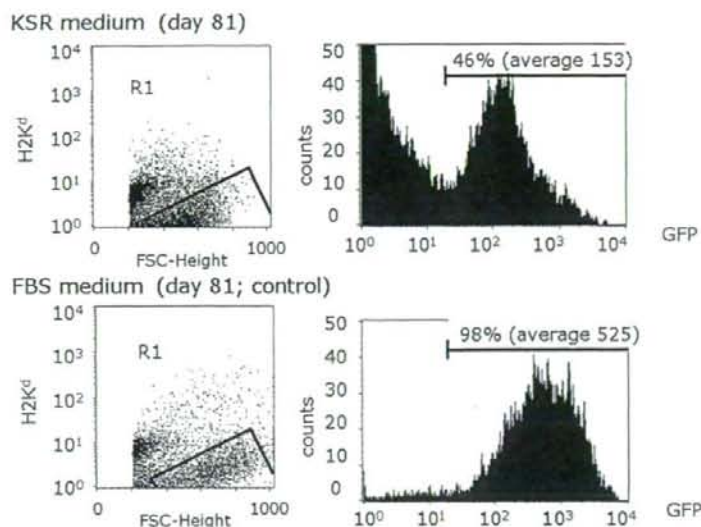 KSR medium (day 81)
H2Kd
10⁴
10³
10²
10¹
10⁰
R1
0
1000
FSC-Height
counts
50
40
30
20
10
0
46% (average 153)
10⁰ 10¹ 10² 10³ 10⁴
GFP
FBS medium (day 81; control)
H2Kd
10⁴
10³
10²
10¹
10⁰
R1
0
1000
FSC-Height
counts
50
40
30
20
10
0
98% (average 525)
10⁰ 10¹ 10² 10³ 10⁴
GFP